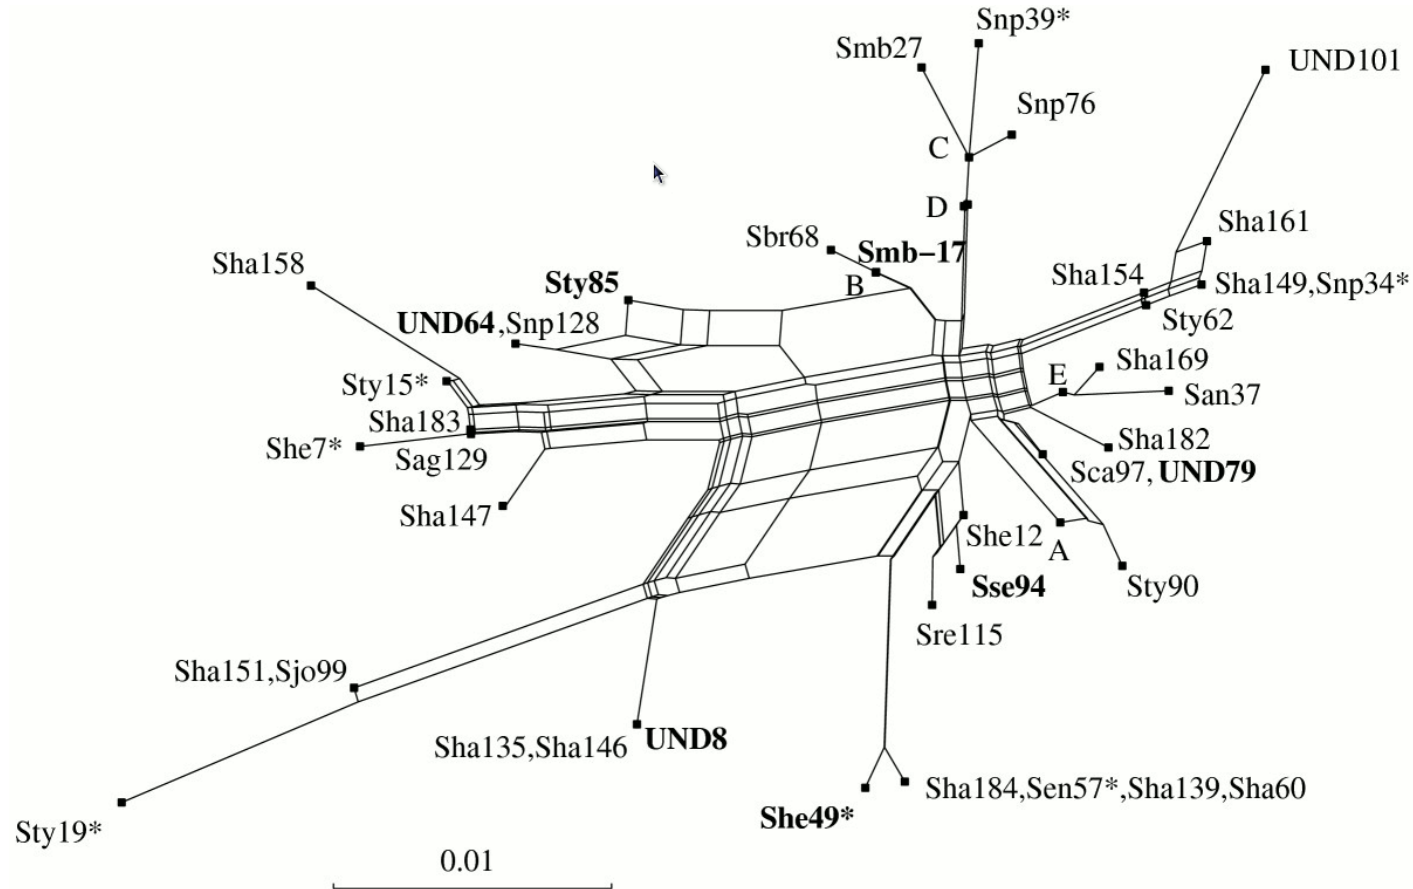 Snp39*
Smb27
UND101
Snp76
C
D
Sha161
Sbr68
Smb−17
Sha158
Sty85
B
Sha154
Sha149,Snp34*
UND64,Snp128
Sty62
Sha169
E
Sty15*
San37
Sha183
She7*
Sag129
Sha182
Sca97, UND79
Sha147
She12
A
Sse94
Sty90
Sre115
Sha151,Sjo99
Sha135,Sha146
UND8
Sha184,Sen57*,Sha139,Sha60
She49*
Sty19*
0.01